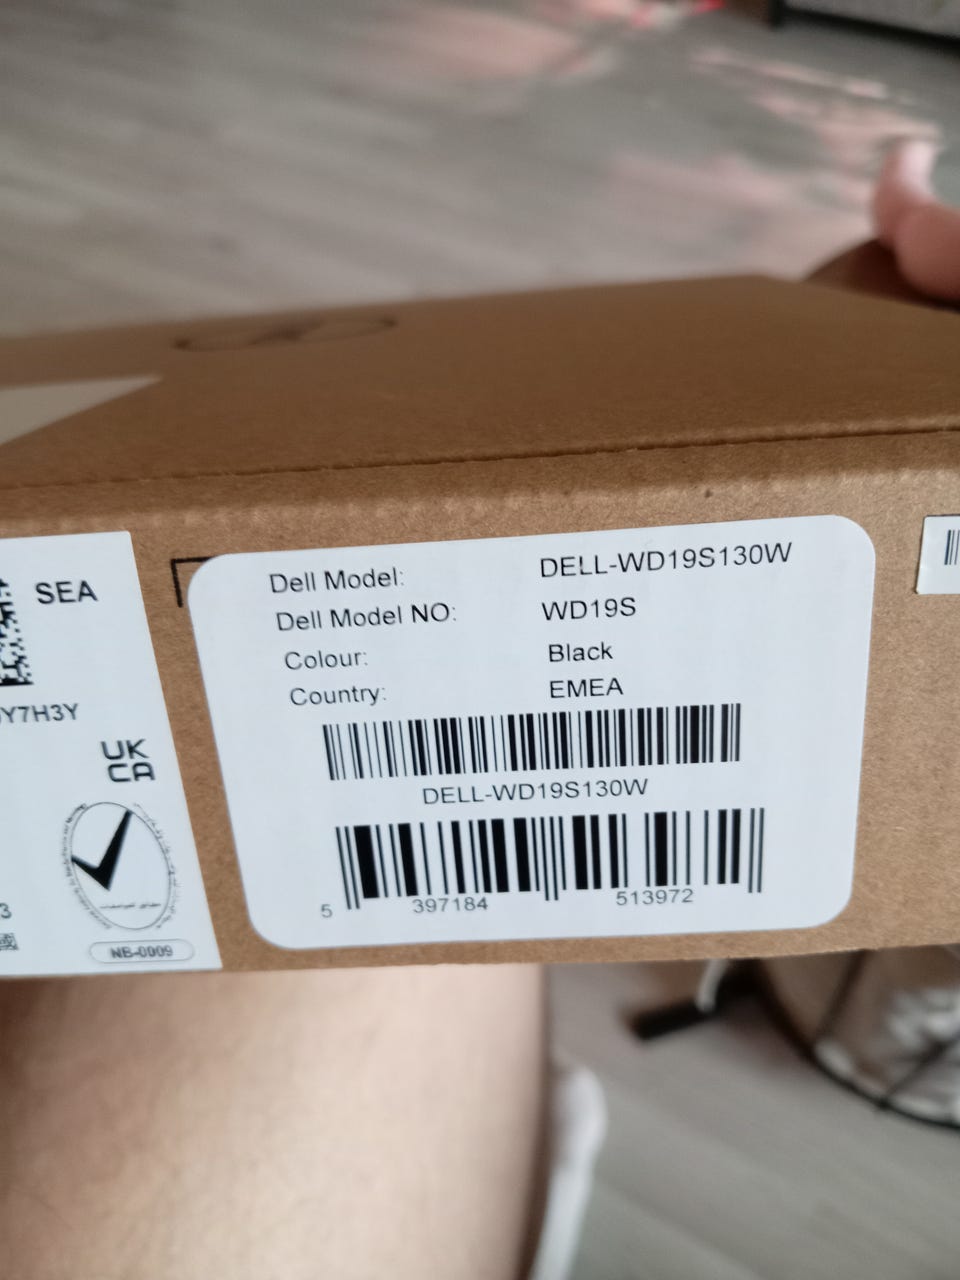 SEA
Y7H3Y
UK
CA
3
NB-0009
Dell Model: DELL-WD19S130W
Dell Model NO: WD19S
Colour: Black
Country: EMEA
DELL-WD19S130W
5 397184 513972